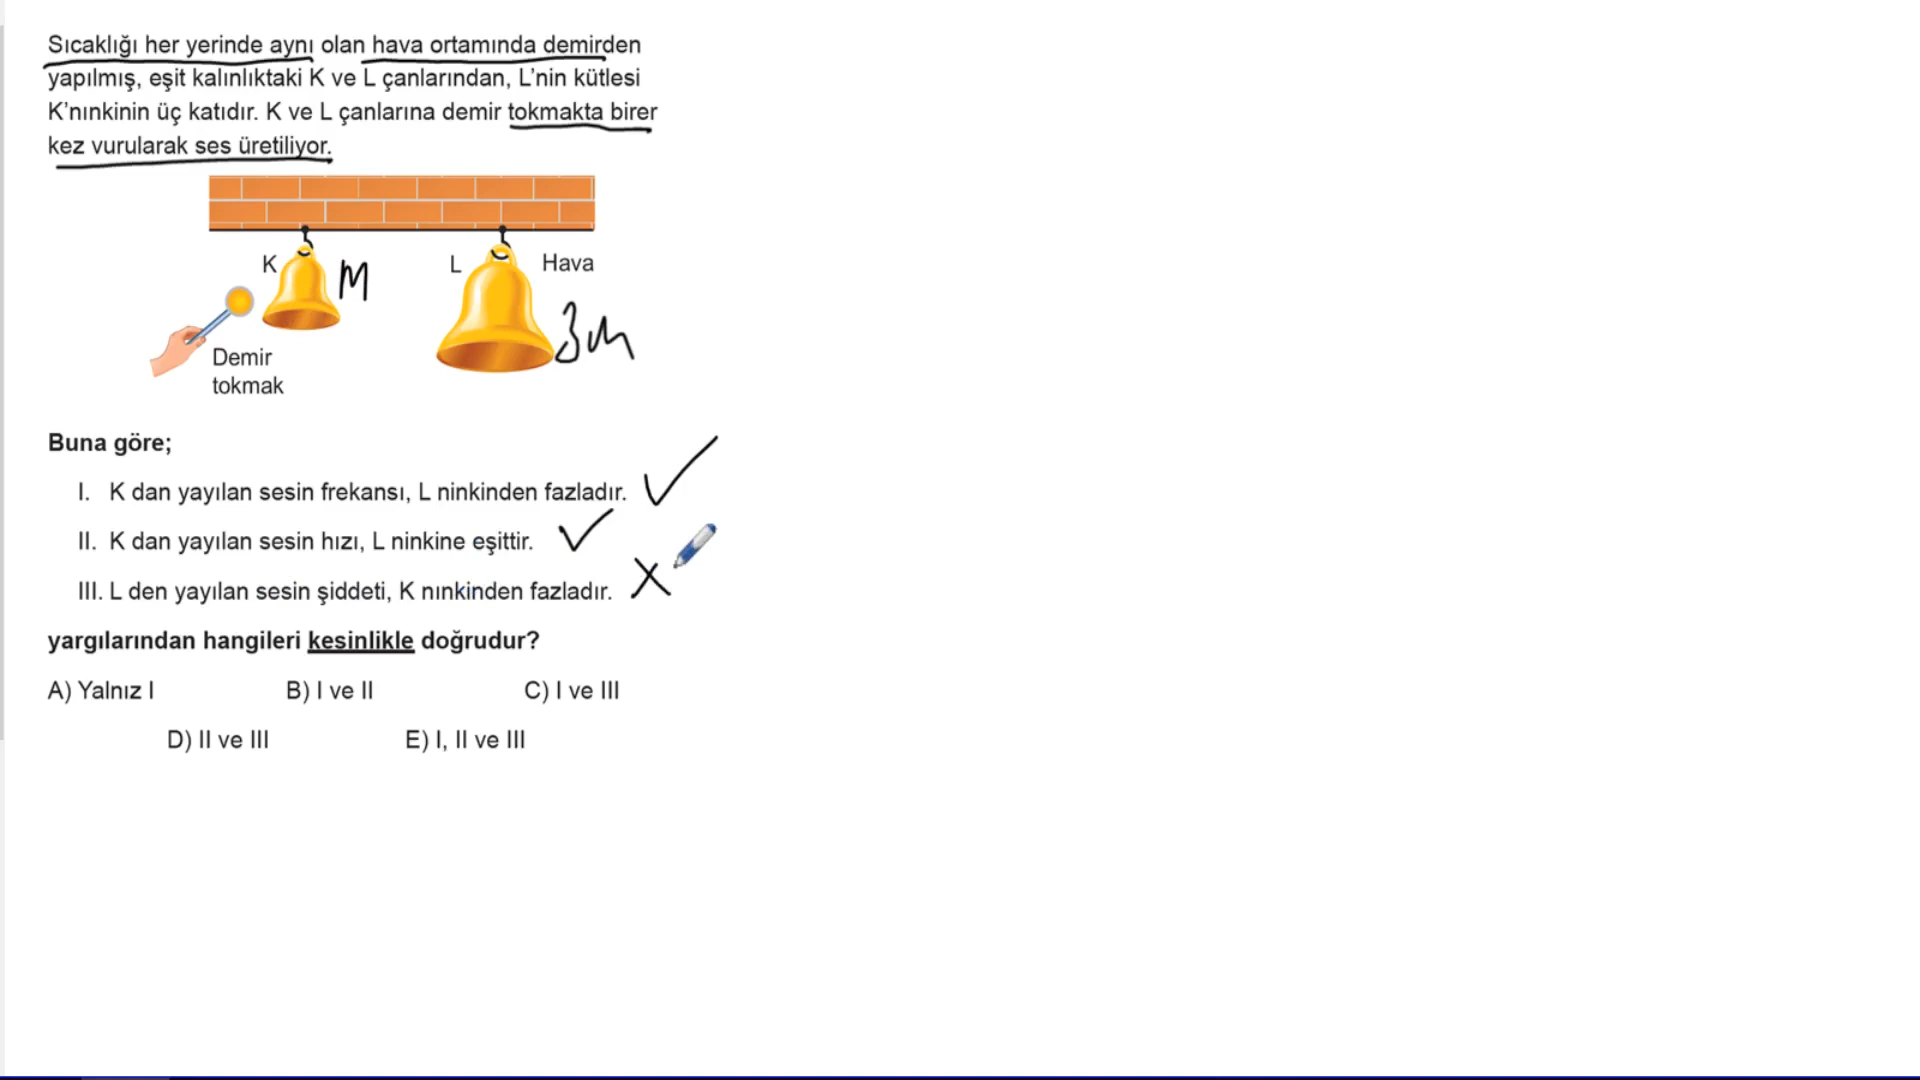 Sıcaklığı her yerinde aynı olan hava ortamında demirden
yapılmış, eşit kalınlıktaki K ve L çanlarından, L'nin kütlesi
K'nınkinin üç katıdır. K ve L çanlarına demir tokmakta birer
kez vurularak ses üretiliyor.
K
M
L
Hava
3m
Demir
tokmak
Buna göre;
I. K dan yayılan sesin frekansı, L ninkinden fazladır.
II. K dan yayılan sesin hızı, L ninkine eşittir.
III. L den yayılan sesin şiddeti, K nınkinden fazladır.
yargılarından hangileri kesinlikle doğrudur?
A) Yalnız I B) I ve II C) I ve III
D) II ve III E) I, II ve III